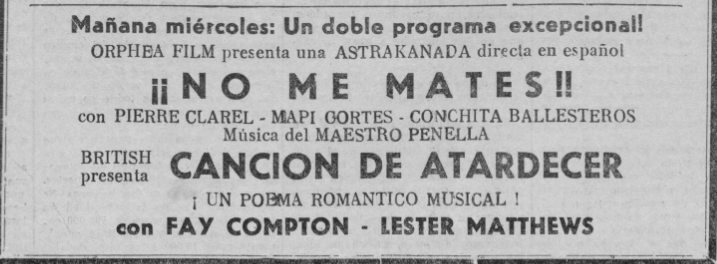 Mañana miércoles: Un doble programa excepcional!
ORPHEA FILM presenta una ASTRAKANADA directa en español
¡¡NO ME MATES!!
con PIERRE CLAREL - MAPI CORTES - CONCHITA BALLESTEROS
Música del MAESTRO PENELLA
BRITISH presenta CANCION DE ATARDECER
¡ UN POEMA ROMANTICO MUSICAL !
con FAY COMPTON - LESTER MATTHEWS